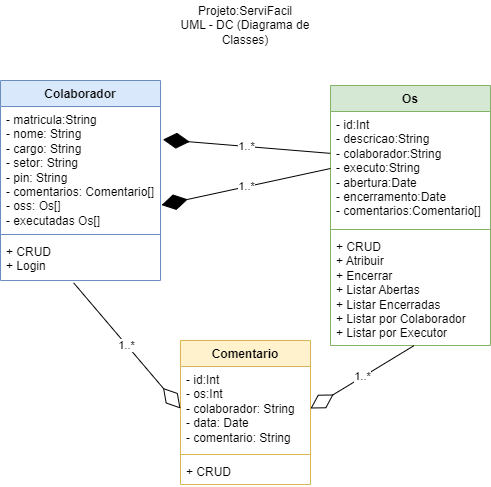 Projeto:ServiFacil
UML - DC (Diagrama de
Classes)
Colaborador
- matricula:String
- nome: String
- cargo: String
- setor: String
- pin: String
- comentarios: Comentario[]
- oss: Os[]
- executadas Os[]
+ CRUD
+ Login
1..*
1..*
Os
- id:Int
- descricao:String
- colaborador:String
- executo:String
- abertura:Date
- encerramento:Date
- comentarios:Comentario[]
+ CRUD
+ Atribuir
+ Encerrar
+ Listar Abertas
+ Listar Encerradas
+ Listar por Colaborador
+ Listar por Executor
1..*
1..*
Comentario
- id:Int
- os:Int
- colaborador: String
- data: Date
- comentario: String
+ CRUD